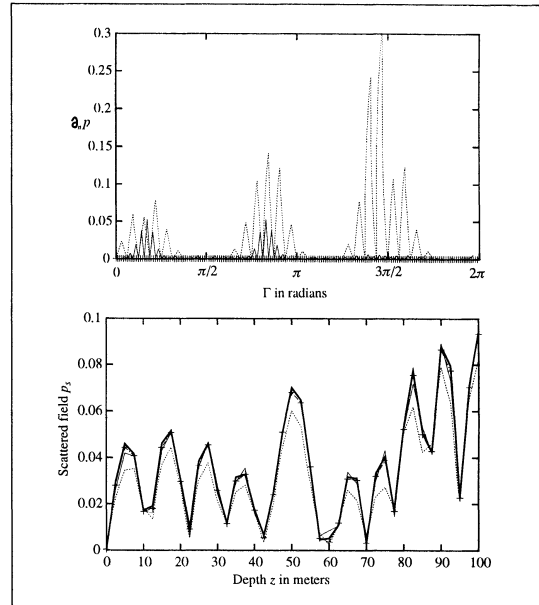 0.3
0.25
0.2
∂ₙp
0.15
0.1
0.05
0
0 π/2 π 3π/2 2π
Γ in radians
0.1
0.08
0.06
Scattered field pₛ
0.04
0.02
0
0 10 20 30 40 50 60 70 80 90 100
Depth z in meters